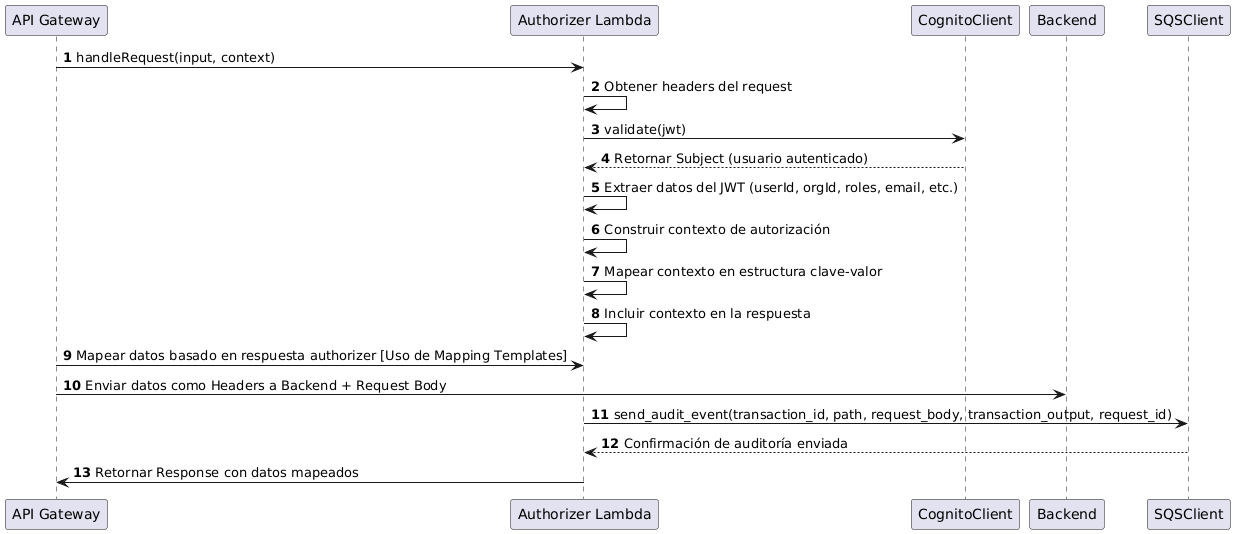 API Gateway
Authorizer Lambda
CognitoClient
Backend
SQSClient
1 handleRequest(input, context)
2 Obtener headers del request
3 validate(jwt)
4 Retornar Subject (usuario autenticado)
5 Extraer datos del JWT (userId, orgId, roles, email, etc.)
6 Construir contexto de autorización
7 Mapear contexto en estructura clave-valor
8 Incluir contexto en la respuesta
9 Mapear datos basado en respuesta authorizer [Uso de Mapping Templates]
10 Enviar datos como Headers a Backend + Request Body
11 send_audit_event(transaction_id, path, request_body, transaction_output, request_id)
12 Confirmación de auditoría enviada
13 Retornar Response con datos mapeados
API Gateway
Authorizer Lambda
CognitoClient
Backend
SQSClient